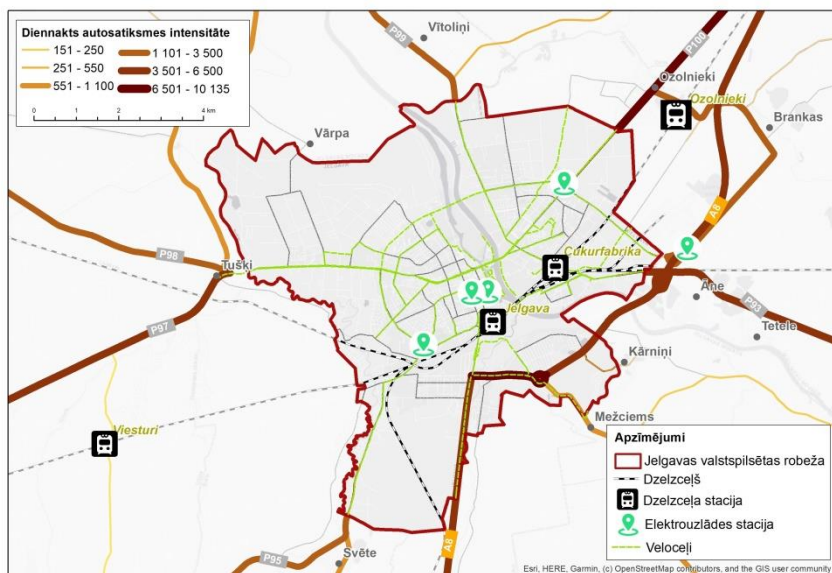 Diennakts autosatiksmes intensitāte
151 - 250
251 - 550
551 - 1 100
1 101 - 3 500
3 501 - 6 500
6 501 - 10 135
0 2 4 km
P99
Vītoliņi
P100
Ozolnieki
Ozolnieki
Brankas
Vārpa
A8
Cukurfabrika
P98
Tušķi
Jelgava
Āne
P93
Tetele
P97
Kārniņi
Viesturi
Mežciems
P95
Svēte
A8
Apzīmējumi
Jelgavas valstspilsētas robeža
Dzelzceļš
Dzelzceļa stacija
Elektrouzlādes stacija
Veloceļi
Esri, HERE, Garmin, (c) OpenStreetMap contributors, and the GIS user community